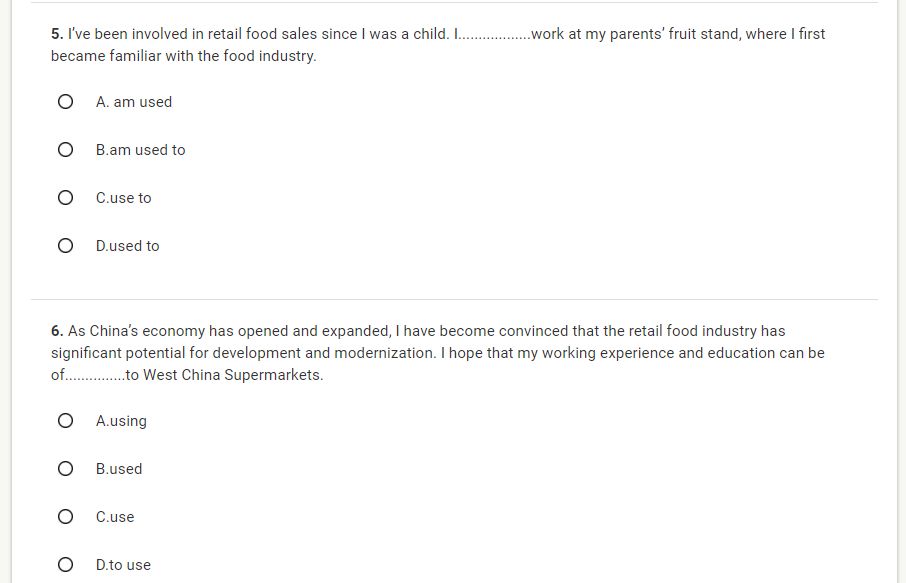 5. I've been involved in retail food sales since I was a child. I..................work at my parents' fruit stand, where I first
became familiar with the food industry.
A. am used
B.am used to
C.use to
D.used to
6. As China's economy has opened and expanded, I have become convinced that the retail food industry has
significant potential for development and modernization. I hope that my working experience and education can be
of...............to West China Supermarkets.
A.using
B.used
C.use
D.to use